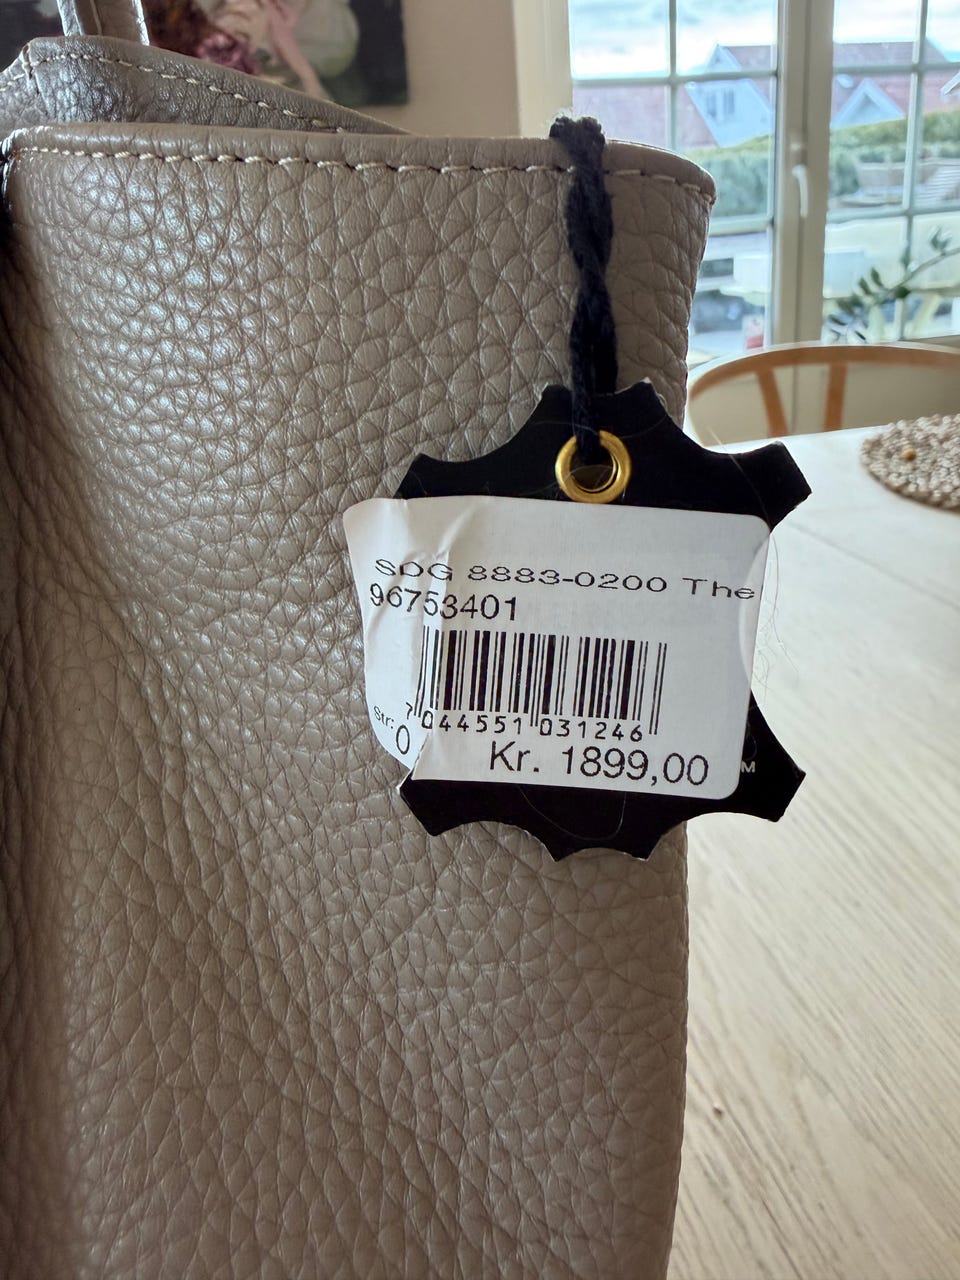 SDG 8883-0200 The
96753401
7 044551 031246
Str:
0
Kr. 1899,00
M